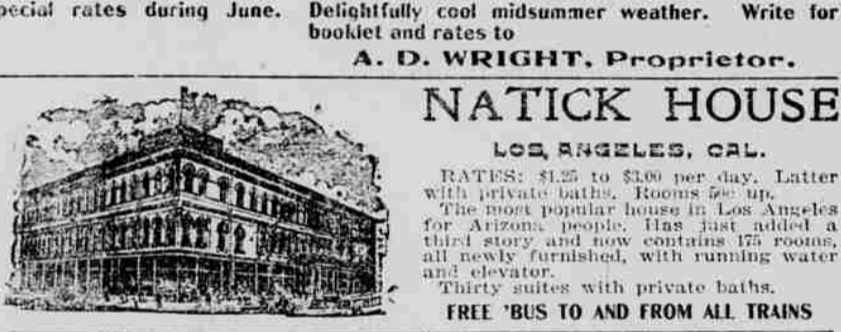 pecial rates during June. Delightfully cool midsummer weather. Write for
booklet and rates to
A. D. WRIGHT, Proprietor.
NATICK HOUSE
LOS ANGELES, CAL.
RATES: $1.25 to $3.00 per day. Latter
with private baths. Rooms 50c up.
The most popular house in Los Angeles
for Arizona people. Has just added a
third story and now contains 175 rooms,
all newly furnished, with running water
and elevator.
Thirty suites with private baths.
FREE 'BUS TO AND FROM ALL TRAINS